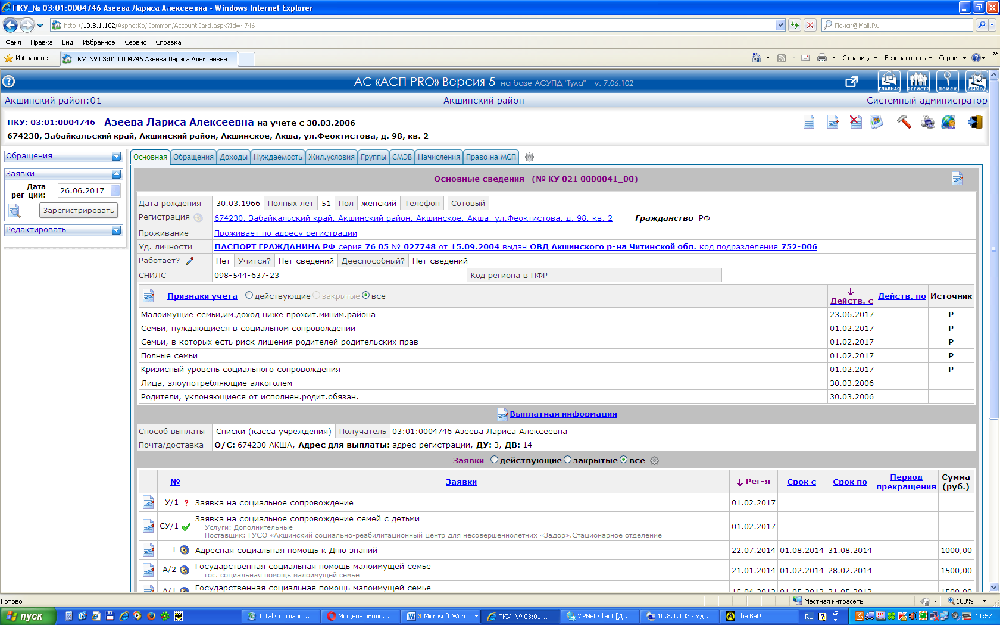 ПКУ_№ 03:01:0004746 Азеева Лариса Алексеевна - Windows Internet Explorer
http://10.8.1.102/AspnetKp/Common/AccountCard.aspx?Id=4746
Поиск@Mail.Ru
Файл Правка Вид Избранное Сервис Справка
Избранное ПКУ_№ 03:01:0004746 Азеева Лариса Алексеевна Страница Безопасность Сервис »
АС «АСП PRO» Версия 5 на базе АСУПД "Тула" v. 7.06.102
ГЛАВНАЯ РЕГИСТР ПОИСК ВЫХОД
Акшинский район:01 Акшинский район Системный администратор
ПКУ: 03:01:0004746 Азеева Лариса Алексеевна на учете с 30.03.2006
674230, Забайкальский край, Акшинский район, Акшинское, Акша, ул.Феоктистова, д. 98, кв. 2
Обращения
Заявки
Дата рег-ции: 26.06.2017 ...
Зарегистрировать
Редактировать
Основная Обращения Доходы Нуждаемость Жил.условия Группы СМЭВ Начисления Право на МСП
Основные сведения (№ КУ 021 0000041_00)
Дата рождения 30.03.1966 Полных лет 51 Пол женский Телефон Сотовый
Регистрация 674230, Забайкальский край, Акшинский район, Акшинское, Акша, ул.Феоктистова, д. 98, кв. 2 Гражданство РФ
Проживание Проживает по адресу регистрации
Уд. личности ПАСПОРТ ГРАЖДАНИНА РФ серия 76 05 № 027748 от 15.09.2004 выдан ОВД Акшинского р-на Читинской обл. код подразделения 752-006
Работает? Нет Учится? Нет сведений Дееспособный? Нет сведений
СНИЛС 098-544-637-23 Код региона в ПФР
Признаки учета действующие закрытые все Действ. с Действ. по Источник
Малоимущие семьи,им.доход ниже прожит.миним.района 23.06.2017 Р
Семьи, нуждающиеся в социальном сопровождении 01.02.2017 Р
Семьи, в которых есть риск лишения родителей родительских прав 01.02.2017 Р
Полные семьи 01.02.2017 Р
Кризисный уровень социального сопровождения 01.02.2017 Р
Лица, злоупотребляющие алкоголем 30.03.2006
Родители, уклоняющиеся от исполнен.родит.обязан. 30.03.2006
Выплатная информация
Способ выплаты Списки (касса учреждения) Получатель 03:01:0004746 Азеева Лариса Алексеевна
Почта/доставка О/С: 674230 АКША, Адрес для выплаты: адрес регистрации, ДУ: 3, ДВ: 14
Заявки действующие закрытые все
№ Заявки Рег-я Срок с Срок по Период прекращения Сумма (руб.)
У/1 ? Заявка на социальное сопровождение 01.02.2017
СУ/1 Заявка на социальное сопровождение семей с детьми 01.02.2017
Услуги: Дополнительные
Поставщик: ГУСО «Акшинский социально-реабилитационный центр для несовершеннолетних «Задор».Стационарное отделение
1 Адресная социальная помощь к Дню знаний 22.07.2014 01.08.2014 31.08.2014 1000,00
А/2 Государственная социальная помощь малоимущей семье 21.01.2014 01.02.2014 28.02.2014 1500,00
гос. социальная помощь малоимущей семье
А/1 Государственная социальная помощь малоимущей семье 15.04.2013 01.05.2013 31.05.2013 1500,00
Готово Местная интрасеть 100%
пуск Total Command... Мощное омоло... 3 Microsoft Word ПКУ_№ 03:01:... ViPNet Client [Д... 10.8.1.102 - Уд... The Bat! RU 11:57